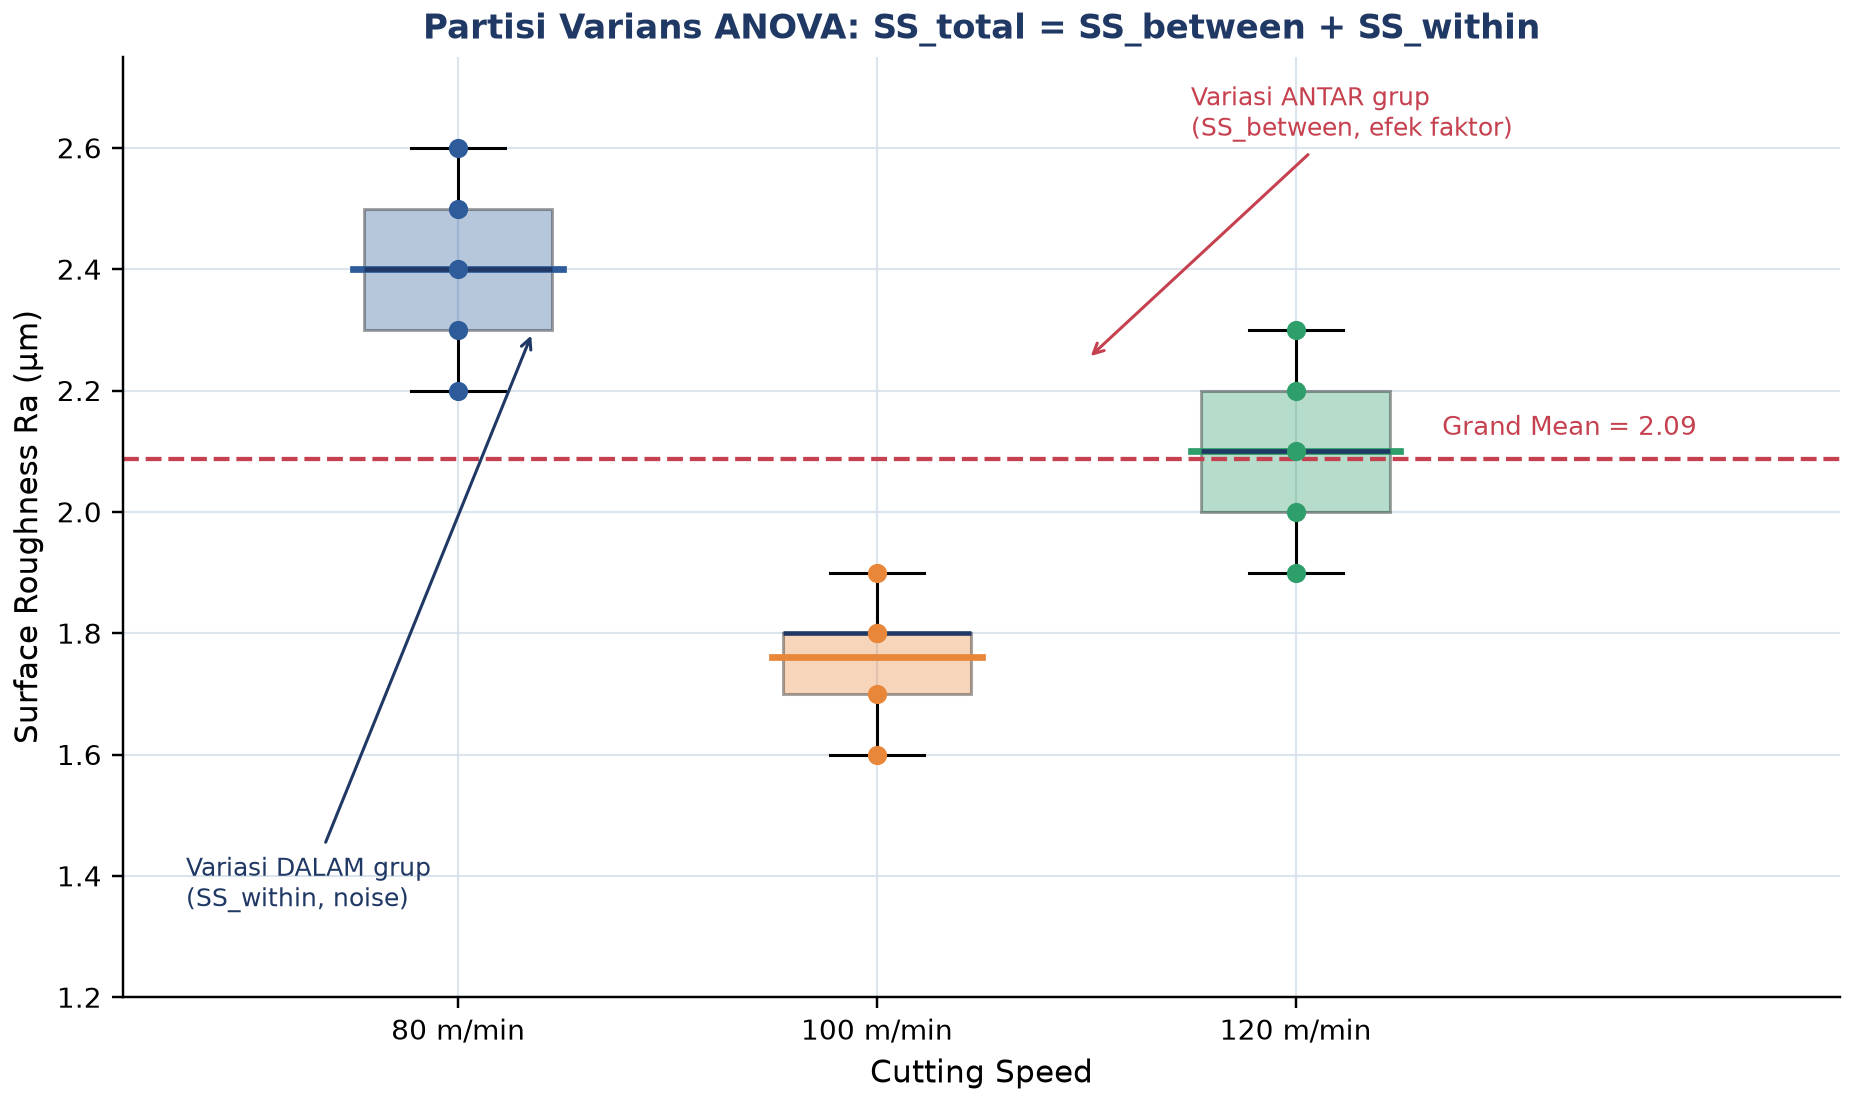 Partisi Varians ANOVA: SS_total = SS_between + SS_within
Variasi ANTAR grup
(SS_between, efek faktor)
Grand Mean = 2.09
Variasi DALAM grup
(SS_within, noise)
Surface Roughness Ra (μm)
2.6
2.4
2.2
2.0
1.8
1.6
1.4
1.2
80 m/min
100 m/min
120 m/min
Cutting Speed